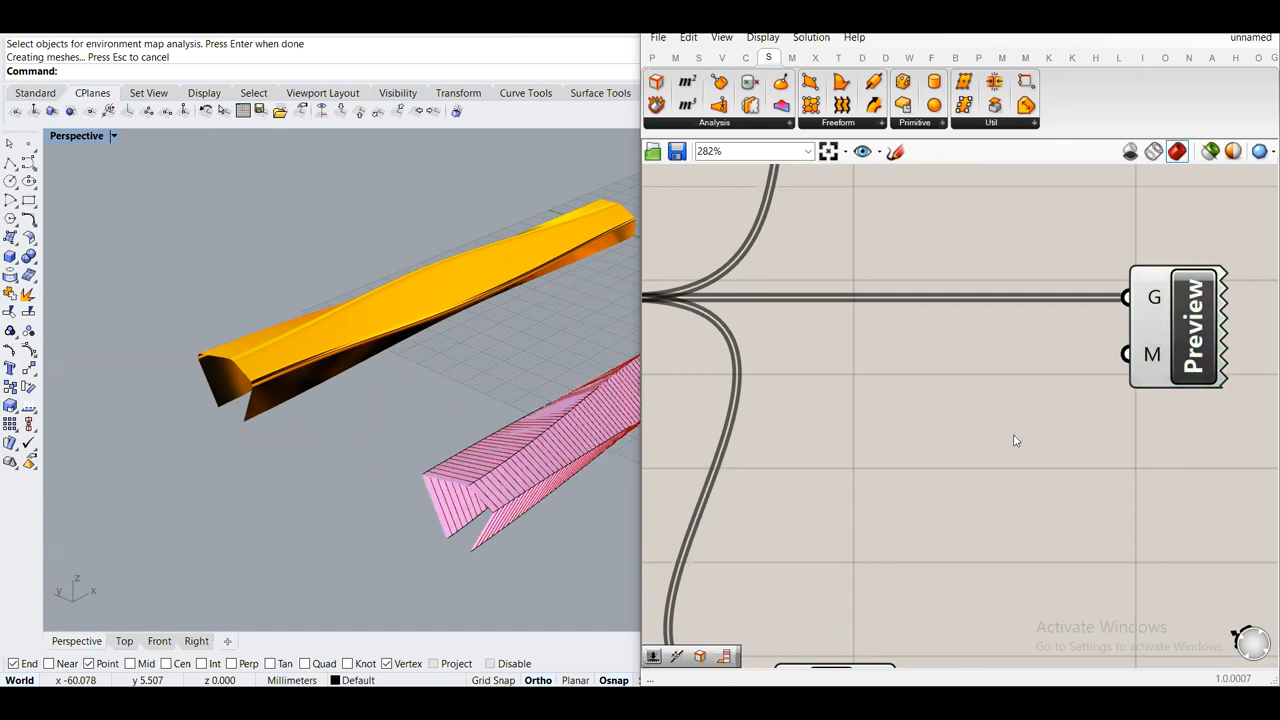 Select objects for environment map analysis. Press Enter when done
Creating meshes... Press Esc to cancel
Command:
Standard CPlanes Set View Display Select Viewport Layout Visibility Transform Curve Tools Surface Tools
Perspective
z
y x
Perspective Top Front Right
End Near Point Mid Cen Int Perp Tan Quad Knot Vertex Project Disable
World x -60.078 y 5.507 z 0.000 Millimeters Default Grid Snap Ortho Planar Osnap
File Edit View Display Solution Help unnamed
P M S V C S M X T D W F L B K M M L I O N A H O G
m² m³
Analysis Freeform Primitive Util
282%
G
M
Preview
Activate Windows
Go to Settings to activate Windows.
...
1.0.0007